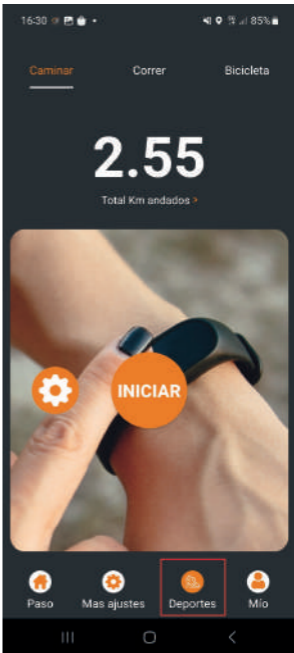 16:30
85%
Caminar Correr Bicicleta
2.55
Total Km andados >
INICIAR
Paso Mas ajustes Deportes Mío